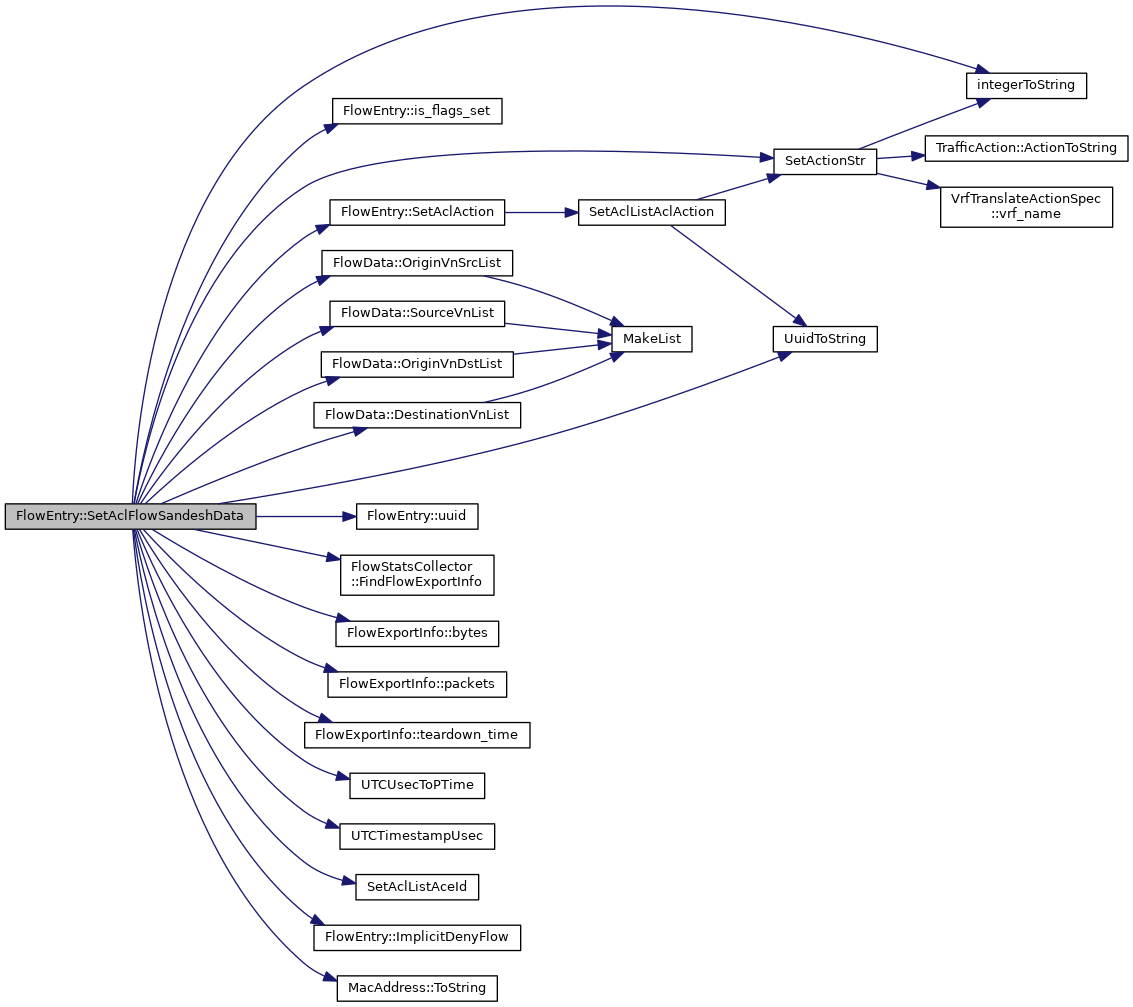 integerToString
FlowEntry::is_flags_set
TrafficAction::ActionToString
SetActionStr
VrfTranslateActionSpec
::vrf_name
FlowEntry::SetAclAction
SetAclListAclAction
FlowData::OriginVnSrcList
FlowData::SourceVnList
MakeList
UuidToString
FlowData::OriginVnDstList
FlowData::DestinationVnList
FlowEntry::SetAclFlowSandeshData
FlowEntry::uuid
FlowStatsCollector
::FindFlowExportInfo
FlowExportInfo::bytes
FlowExportInfo::packets
FlowExportInfo::teardown_time
UTCUsecToPTime
UTCTimestampUsec
SetAclListAceId
FlowEntry::ImplicitDenyFlow
MacAddress::ToString